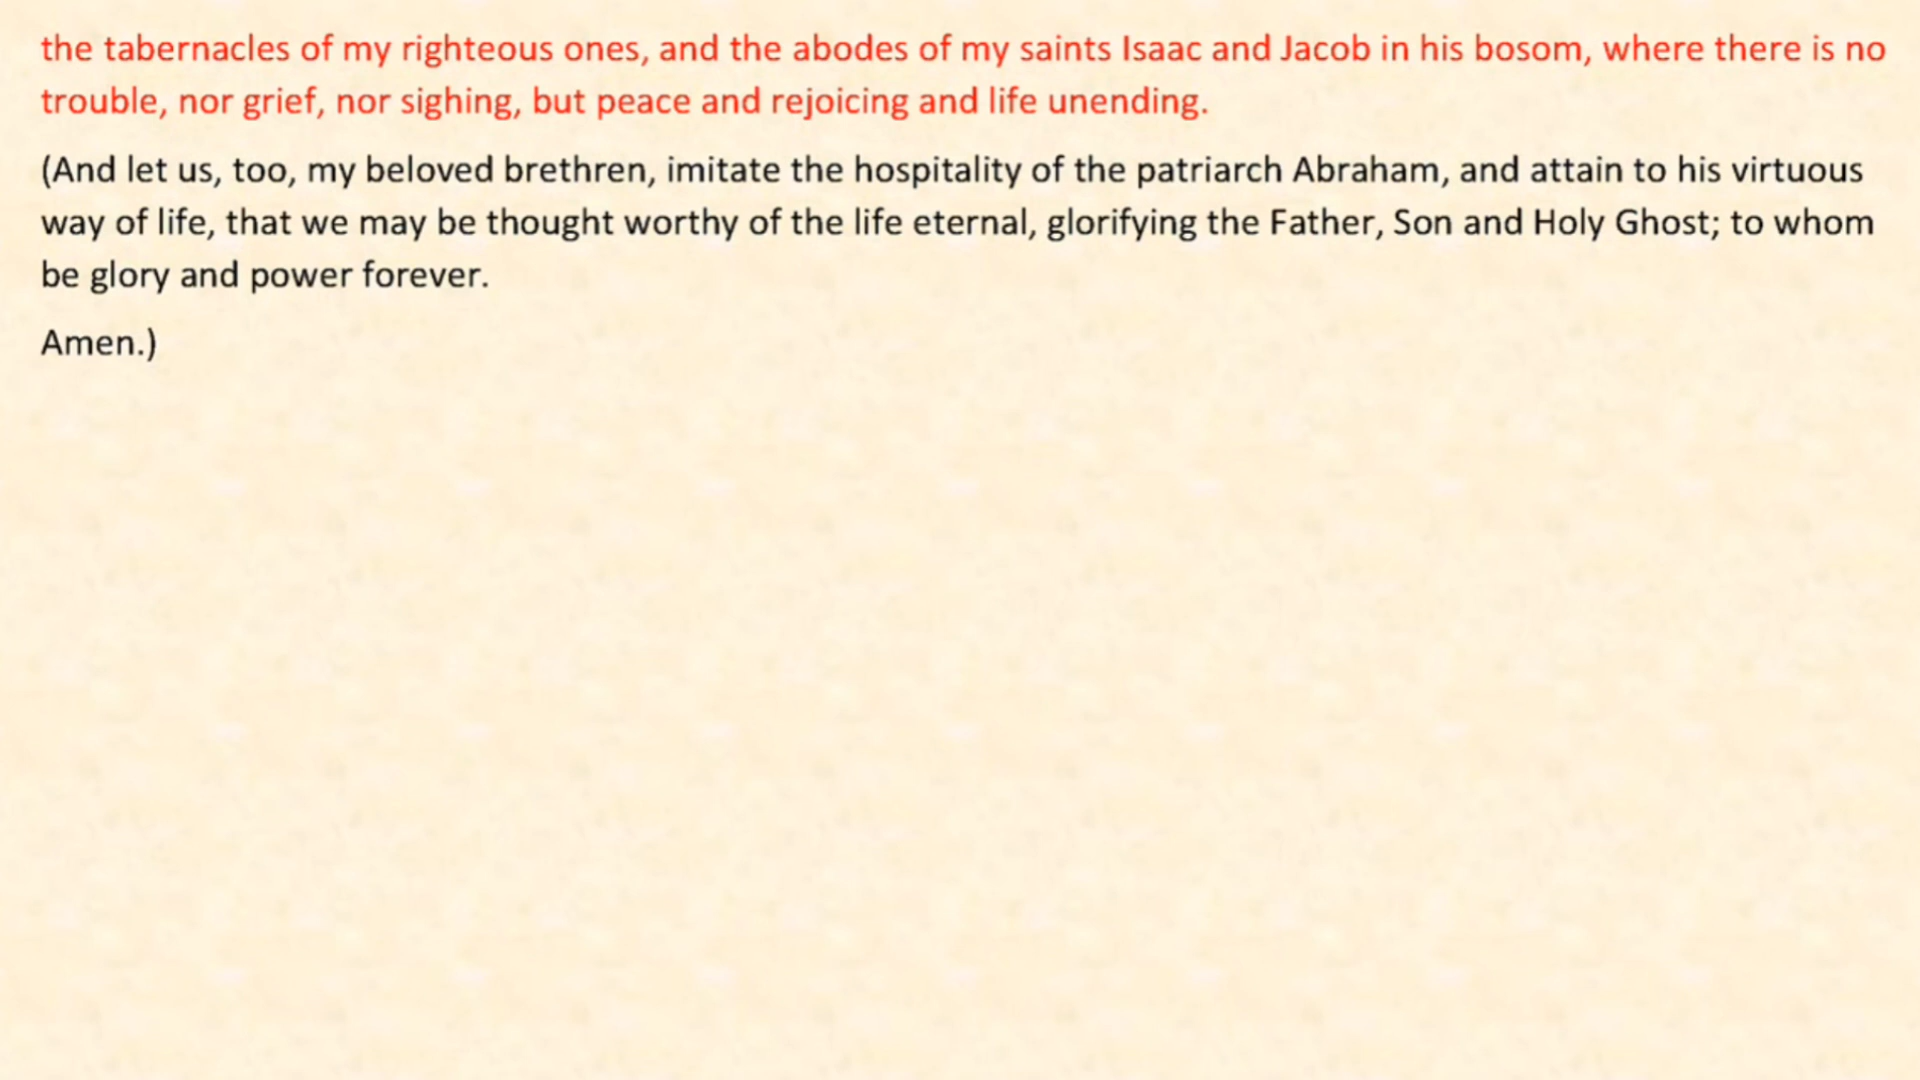 the tabernacles of my righteous ones, and the abodes of my saints Isaac and Jacob in his bosom, where there is no
trouble, nor grief, nor sighing, but peace and rejoicing and life unending.
(And let us, too, my beloved brethren, imitate the hospitality of the patriarch Abraham, and attain to his virtuous
way of life, that we may be thought worthy of the life eternal, glorifying the Father, Son and Holy Ghost; to whom
be glory and power forever.
Amen.)